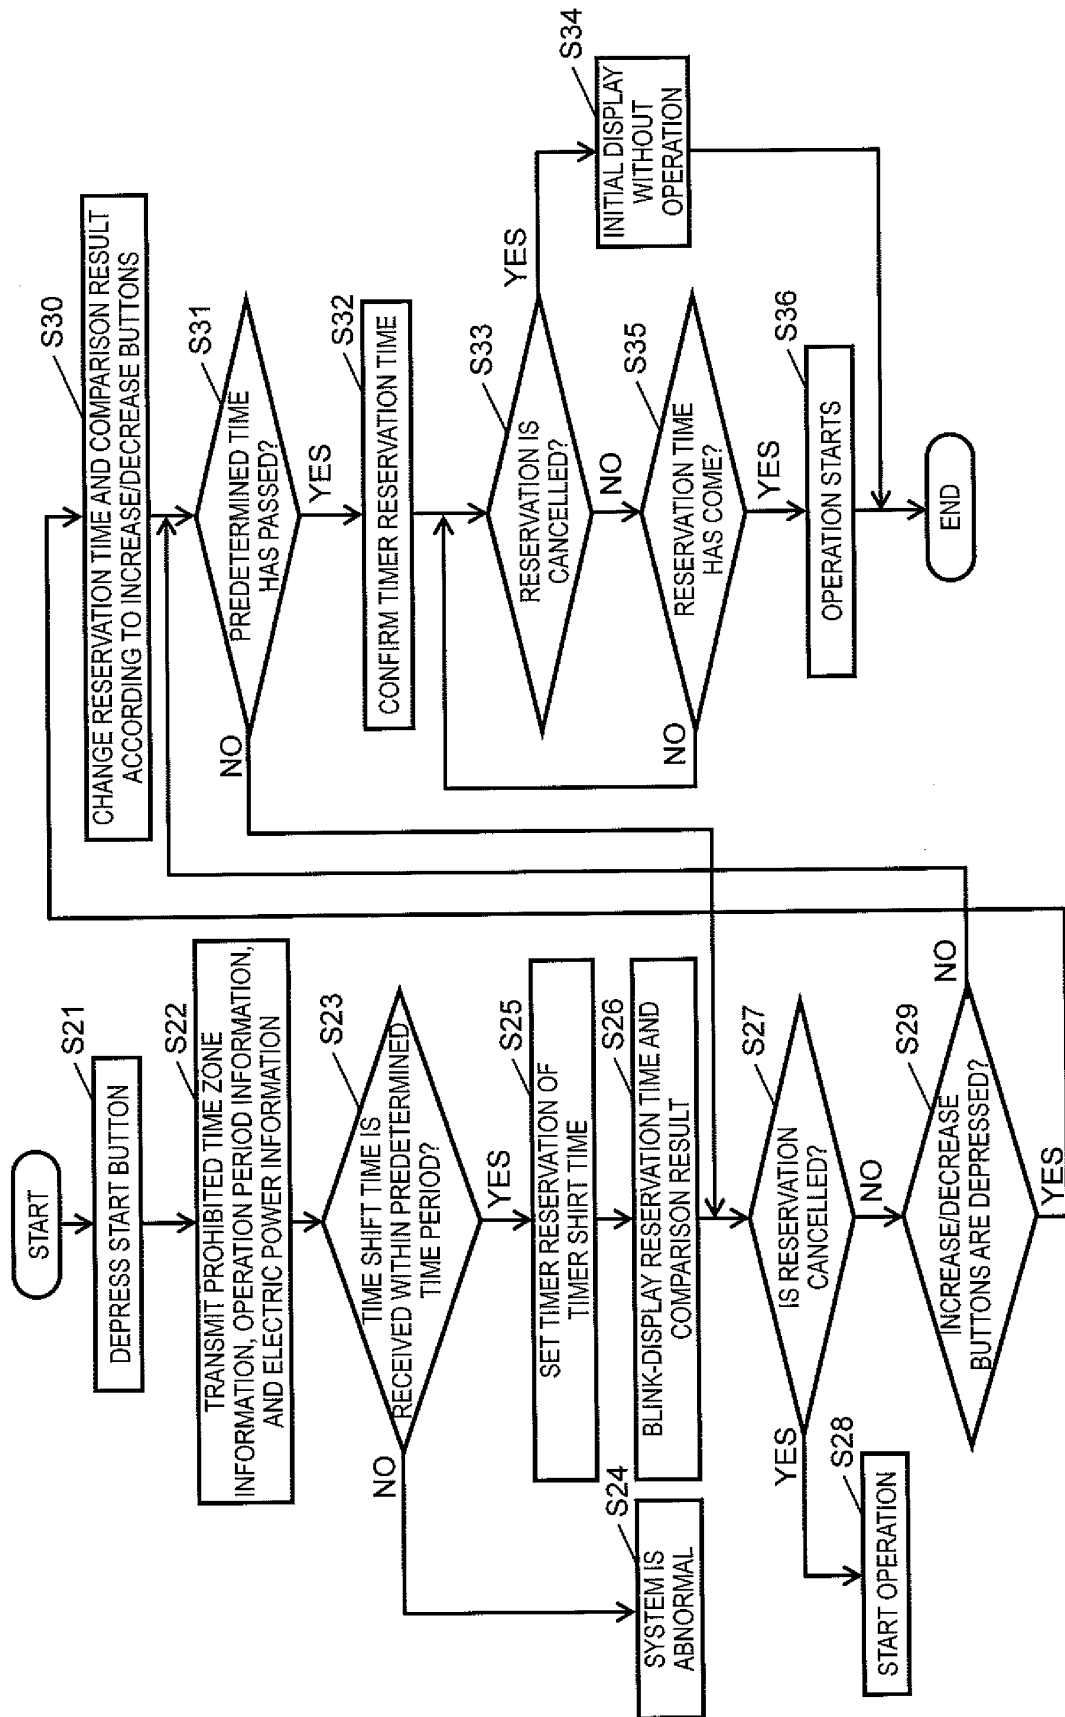 START
S21
DEPRESS START BUTTON
S22
TRANSMIT PROHIBITED TIME ZONE
INFORMATION, OPERATION PERIOD INFORMATION,
AND ELECTRIC POWER INFORMATION
S23
TIME SHIFT TIME IS
RECEIVED WITHIN PREDETERMINED
TIME PERIOD?
NO
YES
S24
SYSTEM IS
ABNORMAL
S25
SET TIMER RESERVATION OF
TIMER SHIRT TIME
S26
BLINK-DISPLAY RESERVATION TIME AND
COMPARISON RESULT
S27
IS RESERVATION
CANCELLED?
YES
NO
S28
START OPERATION
S29
INCREASE/DECREASE
BUTTONS ARE DEPRESSED?
NO
YES
S30
CHANGE RESERVATION TIME AND COMPARISON RESULT
ACCORDING TO INCREASE/DECREASE BUTTONS
S31
PREDETERMINED TIME
HAS PASSED?
NO
YES
S32
CONFIRM TIMER RESERVATION TIME
S33
RESERVATION IS
CANCELLED?
YES
NO
S34
INITIAL DISPLAY
WITHOUT
OPERATION
S35
RESERVATION TIME
HAS COME?
NO
YES
S36
OPERATION STARTS
END